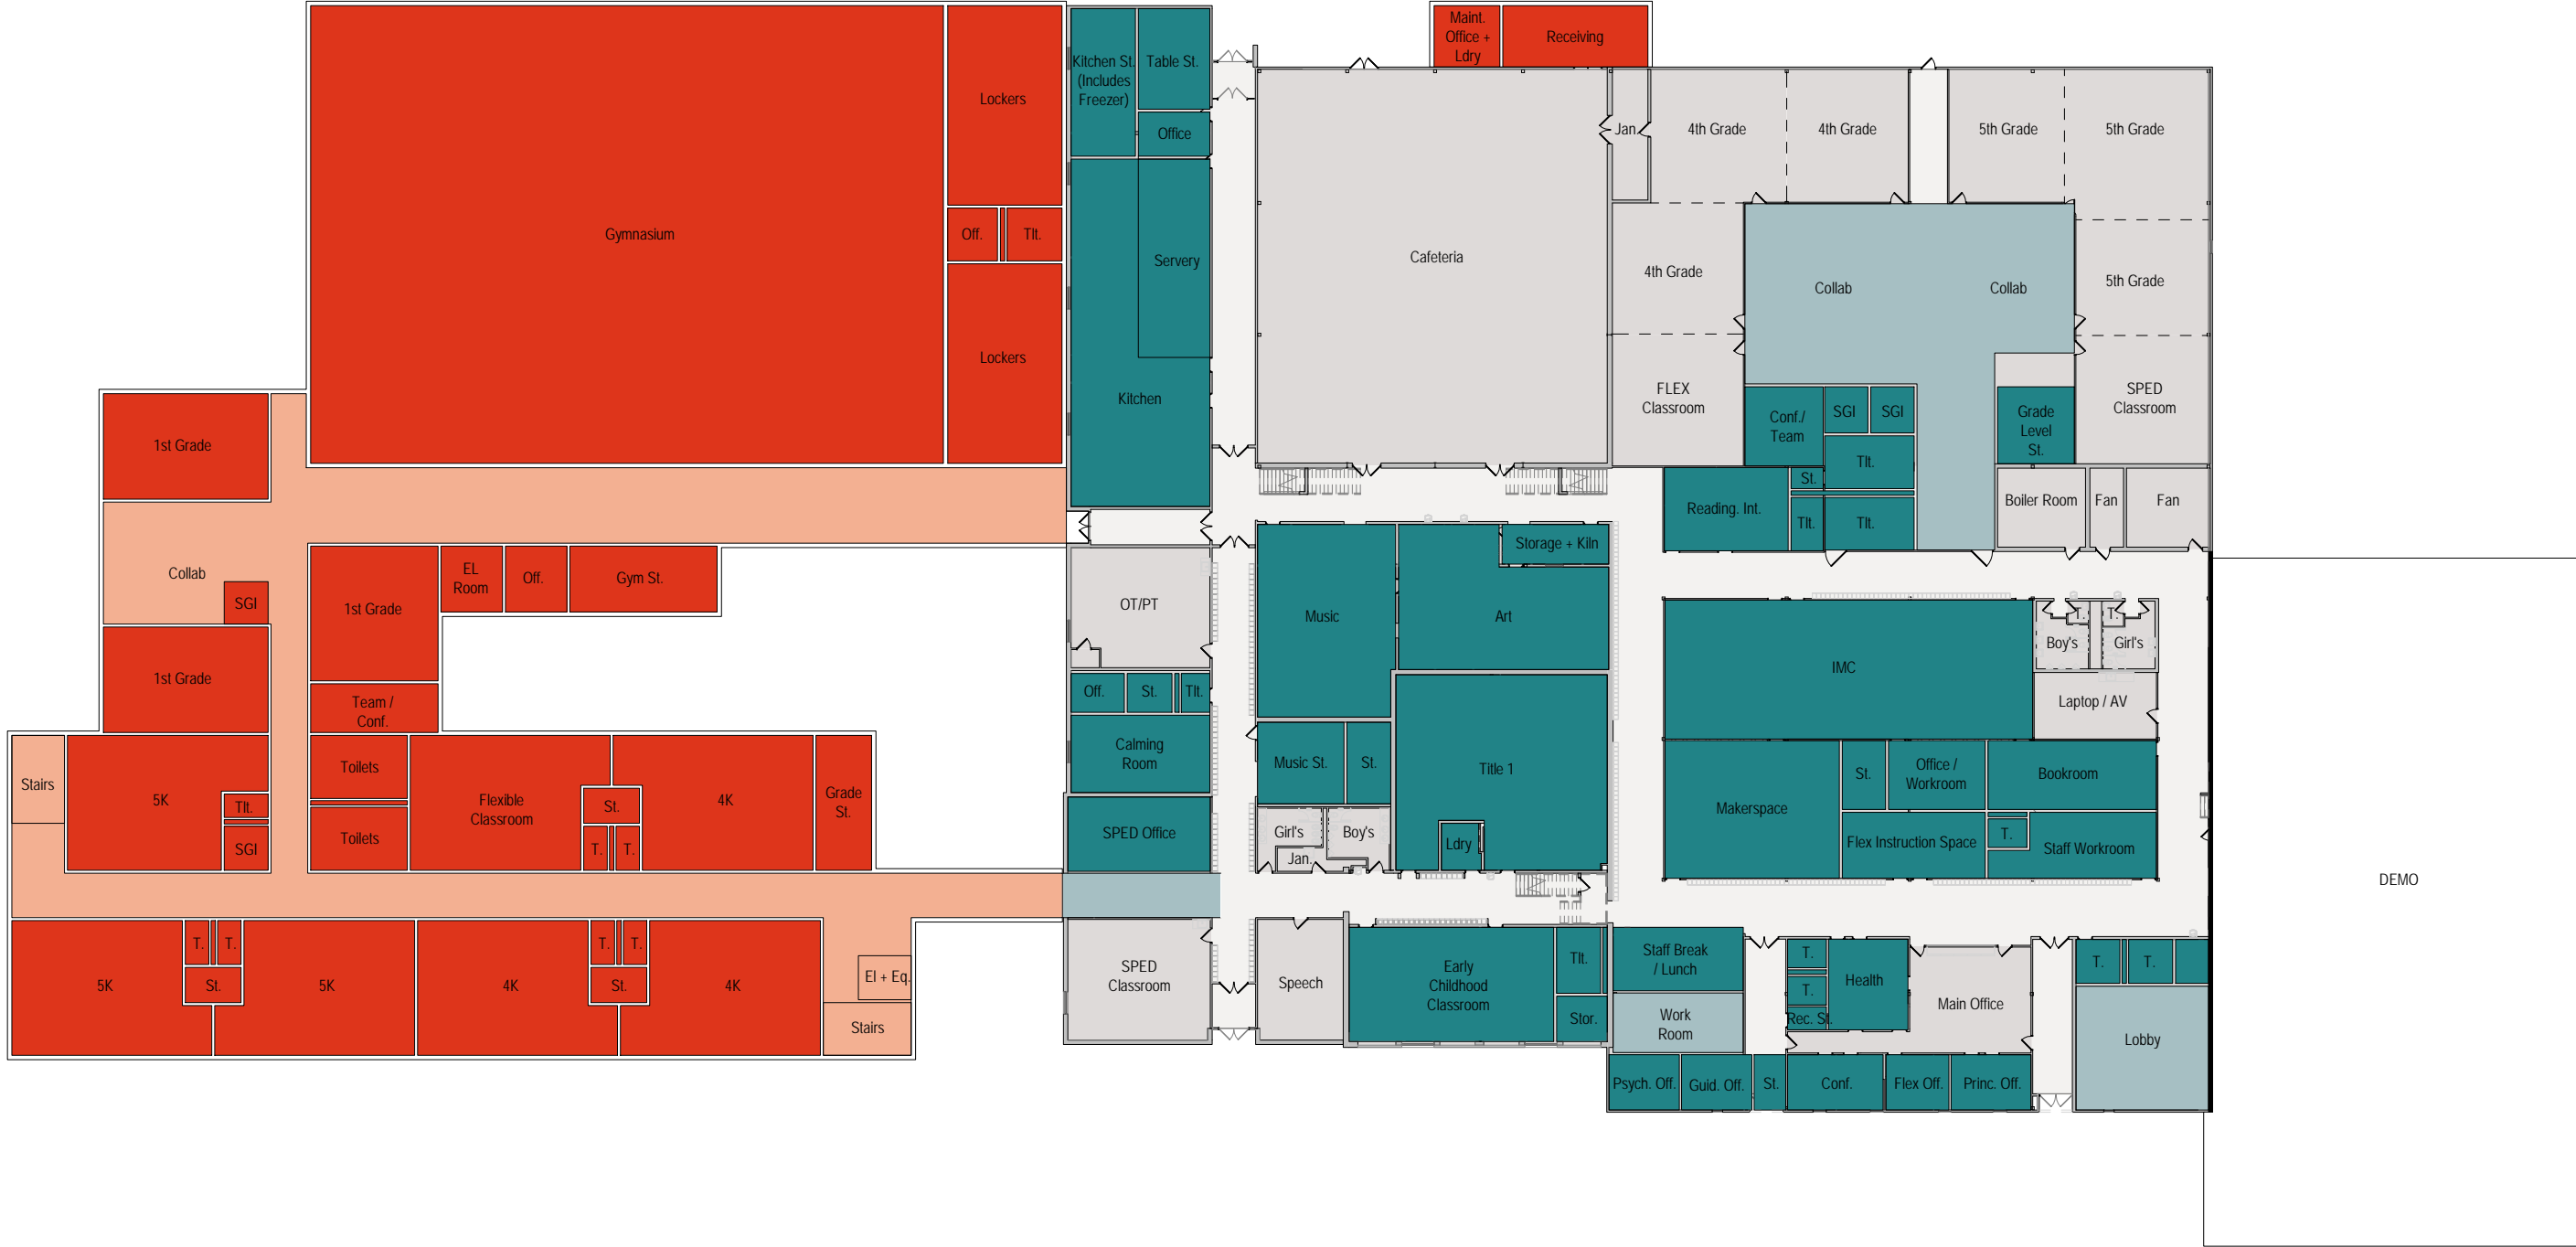 Maint.
Office +
Ldry
Receiving
Kitchen St.
(Includes
Freezer)
Table St.
Office
Lockers
Gymnasium
Off.
Tlt.
Lockers
Servery
Kitchen
Cafeteria
Jan.
4th Grade
4th Grade
5th Grade
5th Grade
4th Grade
Collab
Collab
5th Grade
FLEX
Classroom
Conf./
Team
SGI
SGI
Tlt.
Grade
Level
St.
SPED
Classroom
Reading. Int.
St.
Tlt.
Tlt.
Boiler Room
Fan
Fan
1st Grade
Collab
SGI
1st Grade
1st Grade
EL
Room
Off.
Gym St.
Team /
Conf.
OT/PT
Off.
St.
Tlt.
Calming
Room
SPED Office
Music
Storage + Kiln
Art
Music St.
St.
Title 1
Ldry
Girl's
Boy's
Jan.
IMC
T.
T.
Boy's
Girl's
Laptop / AV
Makerspace
St.
Office /
Workroom
Bookroom
Flex Instruction Space
T.
Staff Workroom
DEMO
Stairs
5K
Tlt.
SGI
Toilets
Toilets
Flexible
Classroom
St.
T.
T.
4K
Grade
St.
5K
T.
T.
St.
5K
4K
T.
T.
St.
4K
El + Eq.
Stairs
SPED
Classroom
Speech
Early
Childhood
Classroom
Tlt.
Stor.
Staff Break
/ Lunch
Work
Room
T.
T.
Rec. St.
Health
Main Office
T.
T.
Lobby
Psych. Off.
Guid. Off.
St.
Conf.
Flex Off.
Princ. Off.